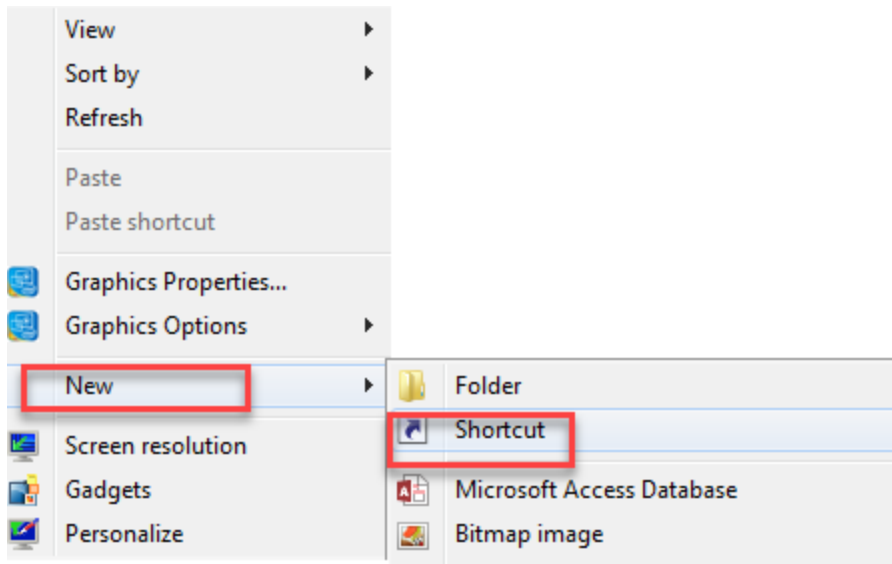 View
Sort by
Refresh
Paste
Paste shortcut
Graphics Properties...
Graphics Options
New
Screen resolution
Gadgets
Personalize
Folder
Shortcut
Microsoft Access Database
Bitmap image